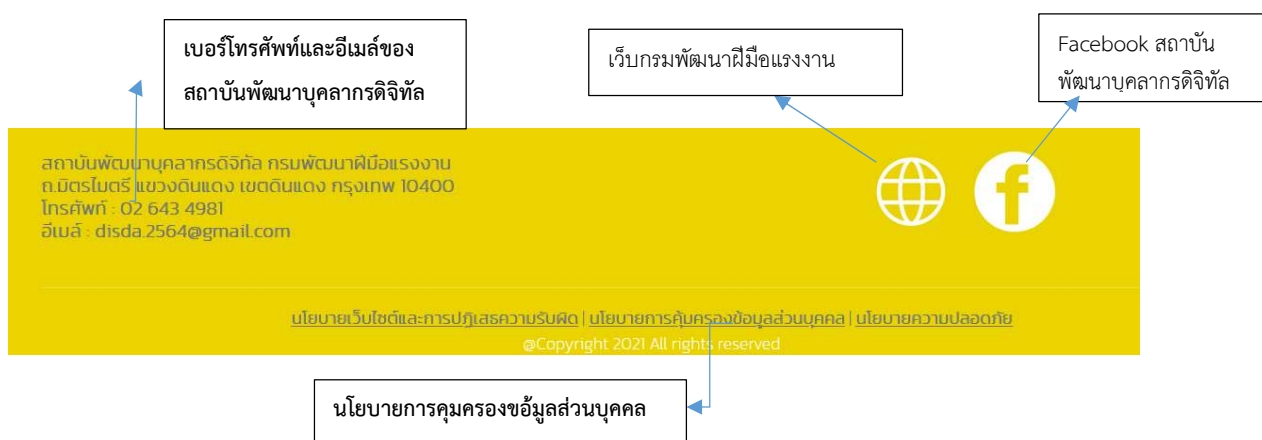 เบอร์โทรศัพท์และอีเมล์ของ
สถาบันพัฒนาบุคลากรดิจิทัล
เว็บกรมพัฒนาฝีมือแรงงาน
Facebook สถาบัน
พัฒนาบุคลากรดิจิทัล
สถาบันพัฒนาบุคลากรดิจิทัล กรมพัฒนาฝีมือแรงงาน
ถ.มิตรไมตรี แขวงดินแดง เขตดินแดง กรุงเทพ 10400
โทรศัพท์ : 02 643 4981
อีเมล์ : disda.2564@gmail.com
นโยบายเว็บไซต์และการปฏิเสธความรับผิด | นโยบายการคุ้มครองข้อมูลส่วนบุคคล | นโยบายความปลอดภัย
@Copyright 2021 All rights reserved
นโยบายการคุมครองขอ้มูลส่วนบุคคล